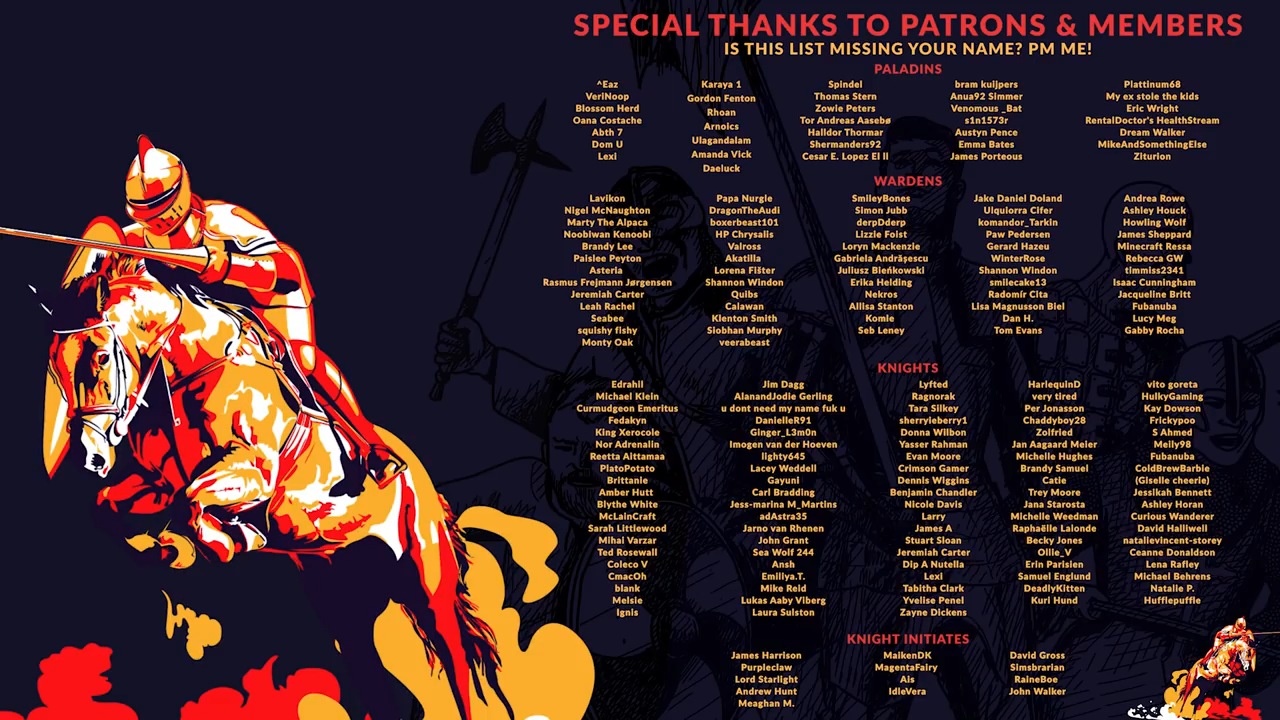 SPECIAL THANKS TO PATRONS & MEMBERS
IS THIS LIST MISSING YOUR NAME? PM ME!
PALADINS
^Eaz
VeriNoop
Blossom Herd
Oana Costache
Abth 7
Dom U
Lexi
Karaya 1
Gordon Fenton
Rhoan
Arnoics
Ulagandalam
Amanda Vick
Daeluck
Spindel
Thomas Stern
Zowie Peters
Tor Andreas Aasebø
Halldor Thormar
Shermanders92
Cesar E. Lopez El II
bram kuijpers
Anua92 Simmer
Venomous _Bat
s1n1573r
Austyn Pence
Emma Bates
James Porteous
Plattinum68
My ex stole the kids
Eric Wright
RentalDoctor's HealthStream
Dream Walker
MikeAndSomethingElse
Ziturion
WARDENS
Lavikon
Nigel McNaughton
Marty The Alpaca
Noobiwan Kenoobi
Brandy Lee
Paislee Peyton
Asteria
Rasmus Frejmann Jørgensen
Jeremiah Carter
Leah Rachel
Seabee
squishy fishy
Monty Oak
Papa Nurgle
DragonTheAudi
boxerbeast101
HP Chrysalis
Valross
Akatilla
Lorena Fišter
Shannon Windon
Quibs
Calawan
Klenton Smith
Siobhan Murphy
veerabeast
SmileyBones
Simon Jubb
derpDderp
Lizzie Foist
Loryn Mackenzie
Gabriela Andrășescu
Juliusz Bleńkowski
Erika Helding
Nekros
Allisa Stanton
Komie
Seb Leney
Jake Daniel Doland
Ulquiorra Cifer
komandor_Tarkin
Paw Pedersen
Gerard Hazeu
WinterRose
Shannon Windon
smilecake13
Radomír Cita
Lisa Magnusson Biel
Dan H.
Tom Evans
Andrea Rowe
Ashley Houck
Howling Wolf
James Sheppard
Minecraft Ressa
Rebecca GW
timmiss2341
Isaac Cunningham
Jacqueline Britt
Fubanuba
Lucy Meg
Gabby Rocha
KNIGHTS
Edrahil
Michael Klein
Curmudgeon Emeritus
Fedakyn
King Xerocole
Nor Adrenalin
Reetta Aittamaa
PlatoPotato
Brittanie
Amber Hutt
Blythe White
McLainCraft
Sarah Littlewood
Mihai Varzar
Ted Rosewall
Coleco V
CmacOh
blank
Melsie
Ignis
Jim Dagg
AlanandJodie Gerling
u dont need my name fuk u
DanielleR91
Ginger_L3m0n
Imogen van der Hoeven
lighty645
Lacey Weddell
Gayuni
Carl Bradding
Jess-marina M_Martins
adAstra35
Jarno van Rhenen
John Grant
Sea Wolf 244
Ansh
Emiliya.T.
Mike Reid
Lukas Aaby Viberg
Laura Sulston
Lyfted
Ragnorak
Tara Silkey
sherryieberry1
Donna Wilbon
Yasser Rahman
Evan Moore
Crimson Gamer
Dennis Wiggins
Benjamin Chandler
Nicole Davis
Larry
James A
Stuart Sloan
Jeremiah Carter
Dip A Nutella
Lexi
Tabitha Clark
Yvelise Penel
Zayne Dickens
HarlequinD
very tired
Per Jonasson
Chaddyboy28
Zolfried
Jan Aagaard Meier
Michelle Hughes
Brandy Samuel
Catie
Trey Moore
Jana Starosta
Michelle Weedman
Raphaëlle Lalonde
Becky Jones
Ollie_V
Erin Parisien
Samuel Englund
DeadlyKitten
Kuri Hund
vito goreta
HulkyGaming
Kay Dowson
Frickypoo
S Ahmed
Melly98
Fubanuba
ColdBrewBarbie
(Giselle cheerie)
Jessikah Bennett
Ashley Horan
Curious Wanderer
David Halliwell
natalievincent-storey
Ceanne Donaldson
Lena Rafley
Michael Behrens
Natalie P.
Hufflepuffle
KNIGHT INITIATES
James Harrison
Purpleclaw
Lord Starlight
Andrew Hunt
Meaghan M.
MaikenDK
MagentaFairy
Ais
IdleVera
David Gross
Simsbrarian
RaineBoe
John Walker